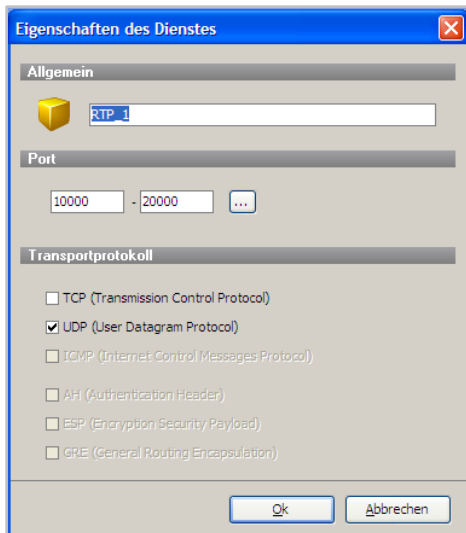 Eigenschaften des Dienstes
Allgemein
RTP_1
Port
10000 - 20000 ...
Transportprotokoll
TCP (Transmission Control Protocol)
UDP (User Datagram Protocol)
ICMP (Internet Control Messages Protocol)
AH (Authentication Header)
ESP (Encryption Security Payload)
GRE (General Routing Encapsulation)
Ok Abbrechen